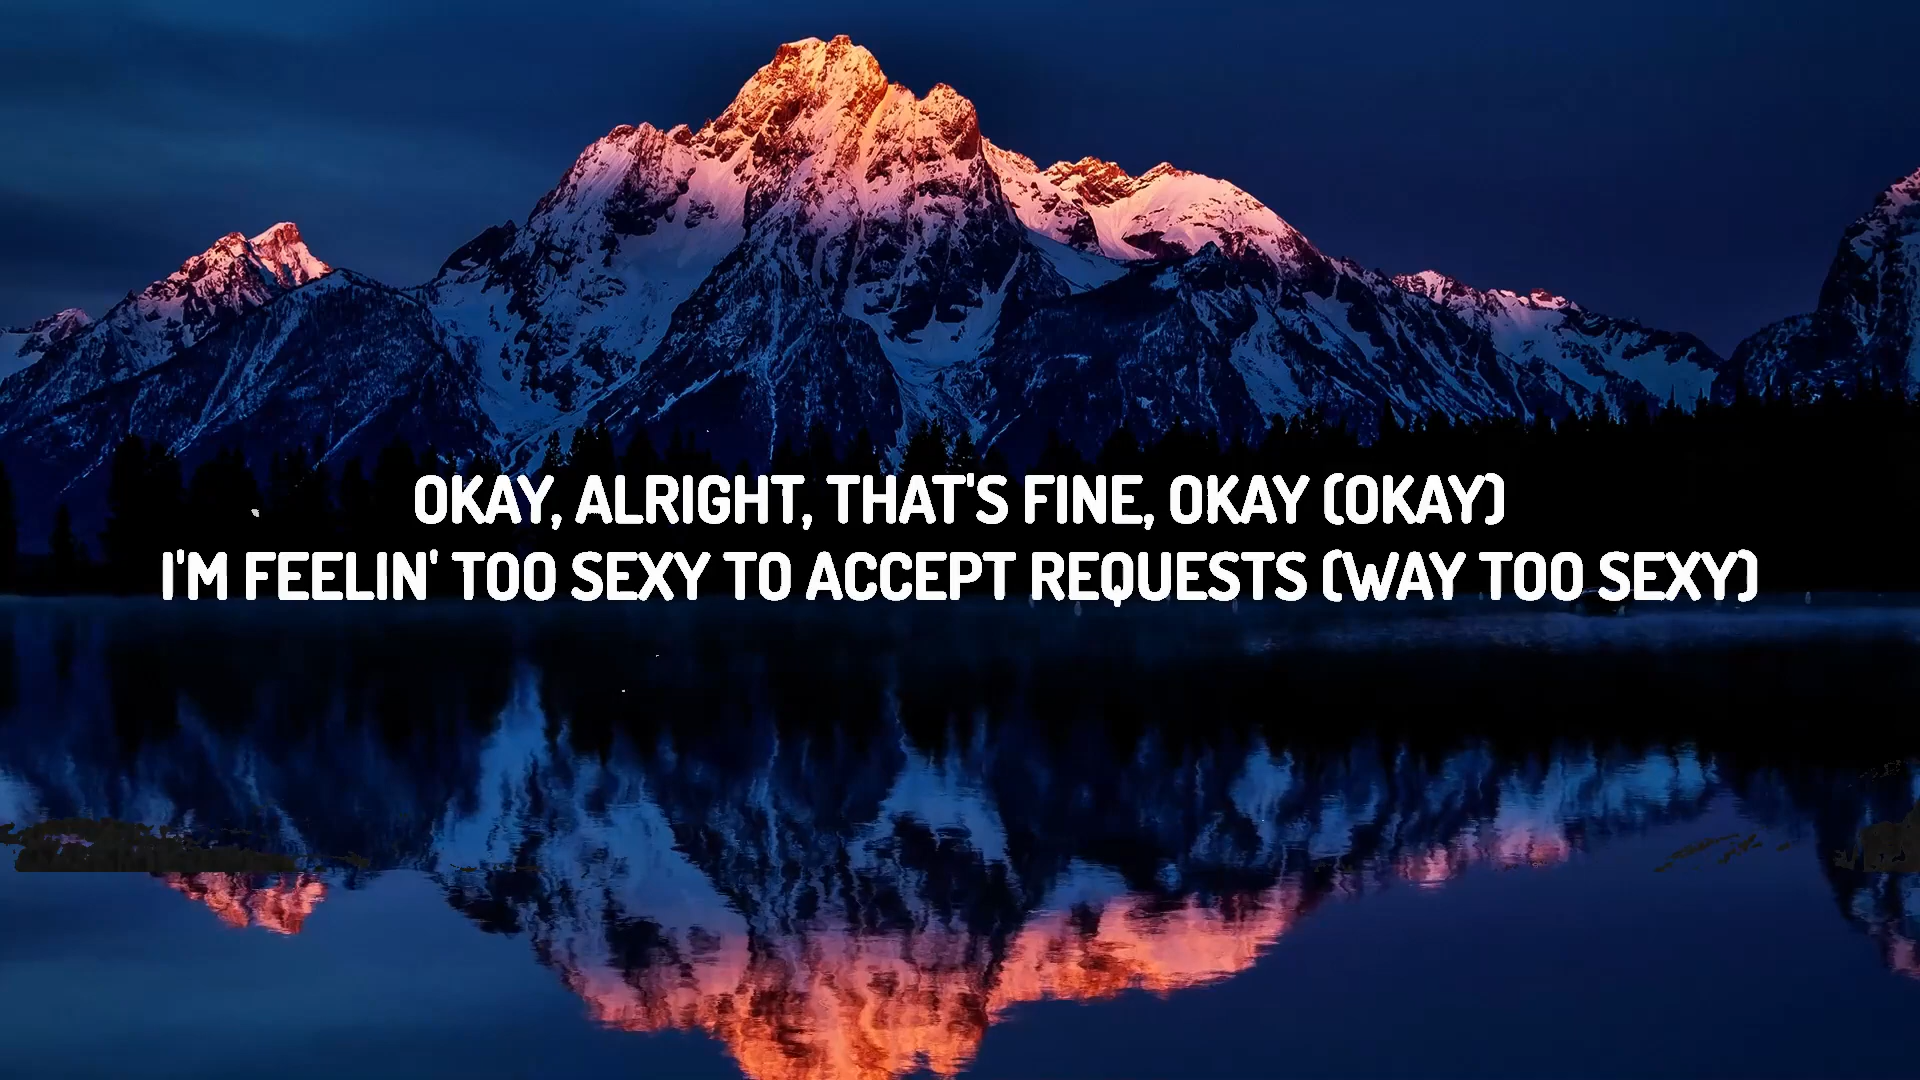 OKAY, ALRIGHT, THAT'S FINE, OKAY (OKAY)
I'M FEELIN' TOO SEXY TO ACCEPT REQUESTS (WAY TOO SEXY)